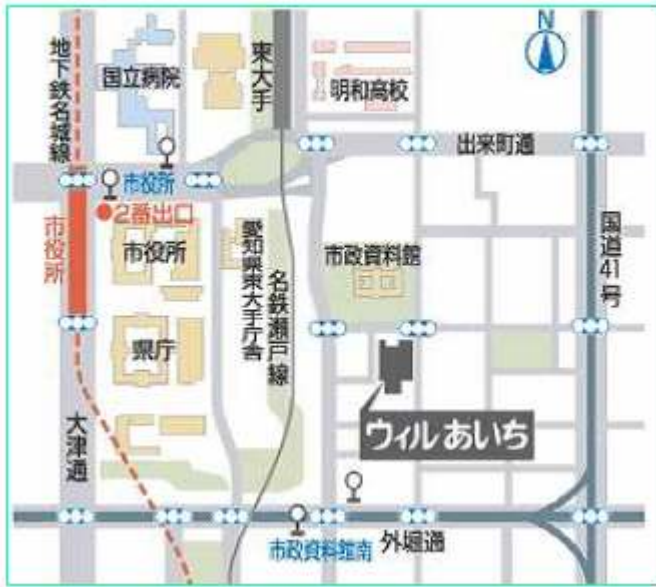 N
地下鉄名城線
国立病院
東大手
明和高校
出来町通
市役所
2番出口
市役所
市役所
愛知県東大手庁舎
名鉄瀬戸線
市政資料館
国道41号
県庁
ウィルあいち
大津通
市政資料館南
外堀通